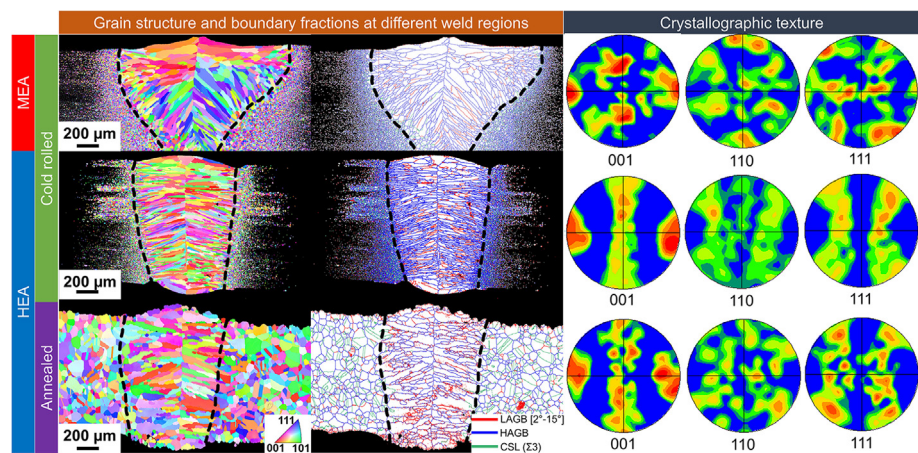 Grain structure and boundary fractions at different weld regions
Crystallographic texture
MEA
HEA
Cold rolled
Annealed
200 µm
001
110
111
200 µm
001
110
111
200 µm
111
001 101
LAGB [2°-15°]
HAGB
CSL (Σ3)
001
110
111